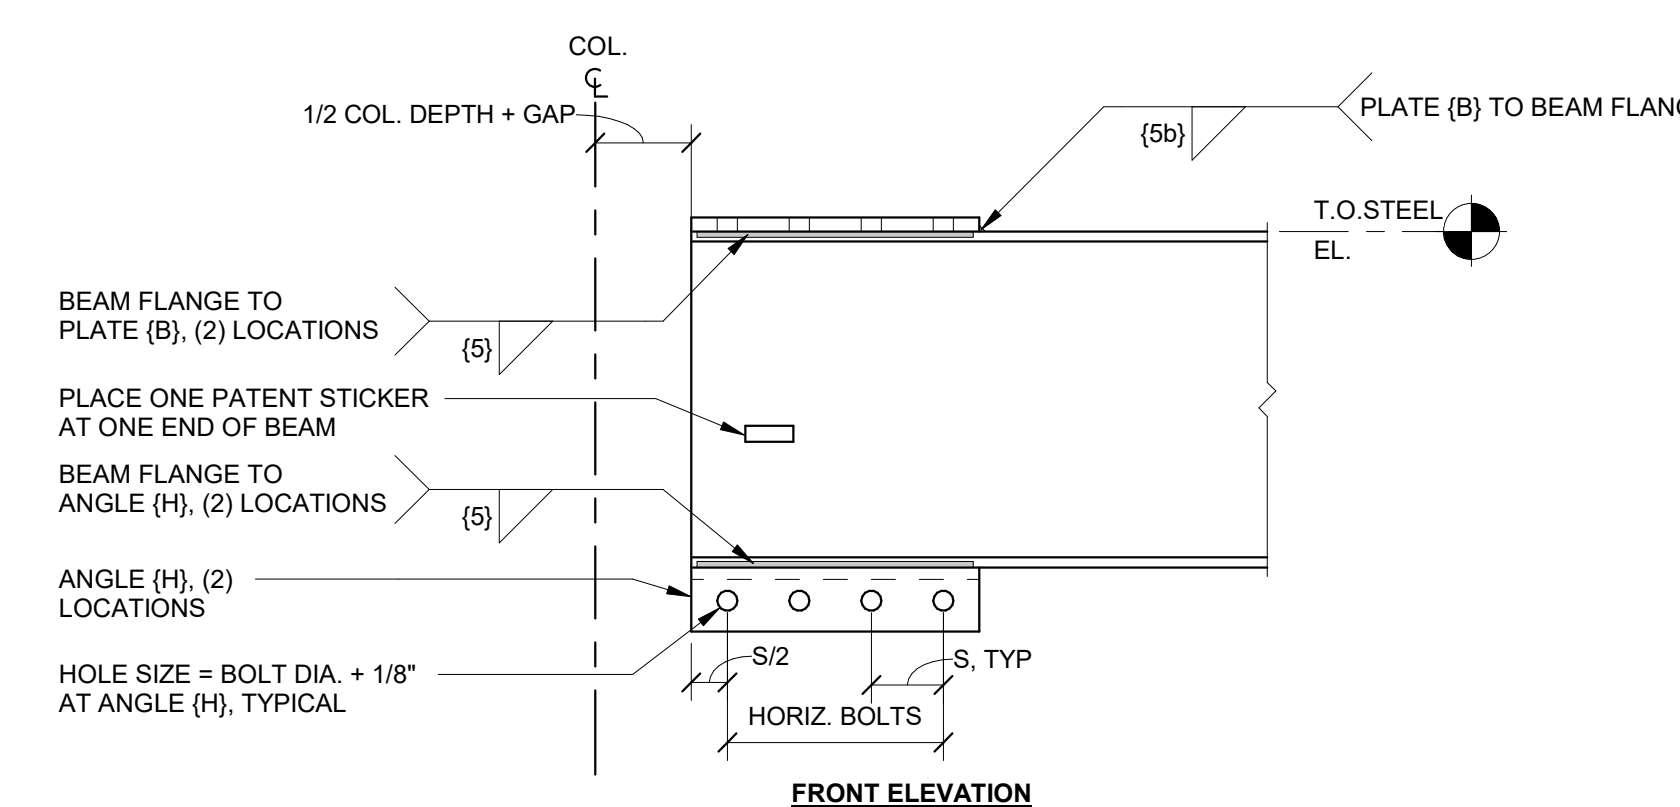 COL.
℄
1/2 COL. DEPTH + GAP
{5b}
PLATE {B} TO BEAM FLANG
T.O.STEEL
EL.
BEAM FLANGE TO
PLATE {B}, (2) LOCATIONS
{5}
PLACE ONE PATENT STICKER
AT ONE END OF BEAM
BEAM FLANGE TO
ANGLE {H}, (2) LOCATIONS
{5}
ANGLE {H}, (2)
LOCATIONS
HOLE SIZE = BOLT DIA. + 1/8"
AT ANGLE {H}, TYPICAL
S/2
S, TYP
HORIZ. BOLTS
FRONT ELEVATION